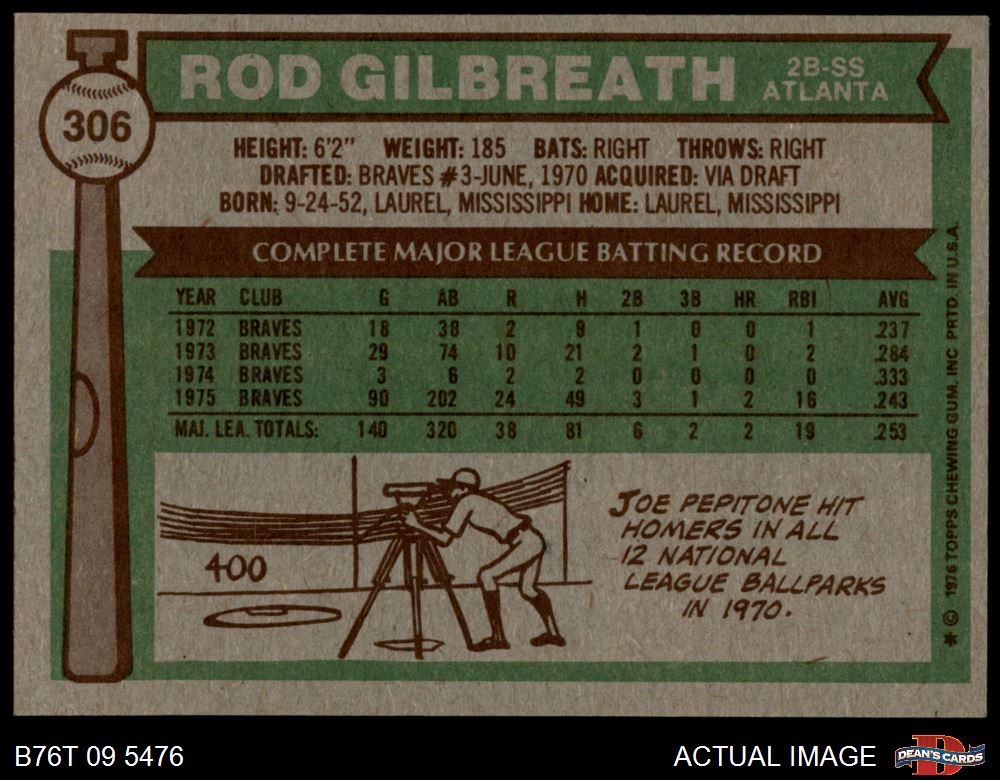 306
ROD GILBREATH
2B-SS
ATLANTA
HEIGHT: 6'2" WEIGHT: 185 BATS: RIGHT THROWS: RIGHT
DRAFTED: BRAVES #3-JUNE, 1970 ACQUIRED: VIA DRAFT
BORN: 9-24-52, LAUREL, MISSISSIPPI HOME: LAUREL, MISSISSIPPI
COMPLETE MAJOR LEAGUE BATTING RECORD
YEAR CLUB G AB R H 2B 3B HR RBI AVG
1972 BRAVES 18 38 2 9 1 0 0 1 .237
1973 BRAVES 29 74 10 21 2 1 0 2 .284
1974 BRAVES 3 6 2 2 0 0 0 0 .333
1975 BRAVES 90 202 24 49 3 1 2 16 .243
MAJ. LEA. TOTALS: 140 320 38 81 6 2 2 19 .253
400
JOE PEPITONE HIT
HOMERS IN ALL
12 NATIONAL
LEAGUE BALLPARKS
IN 1970.
* © 1976 TOPPS CHEWING GUM, INC PRTD. IN U.S.A.
B76T 09 5476
ACTUAL IMAGE
D
DEAN'S CARDS